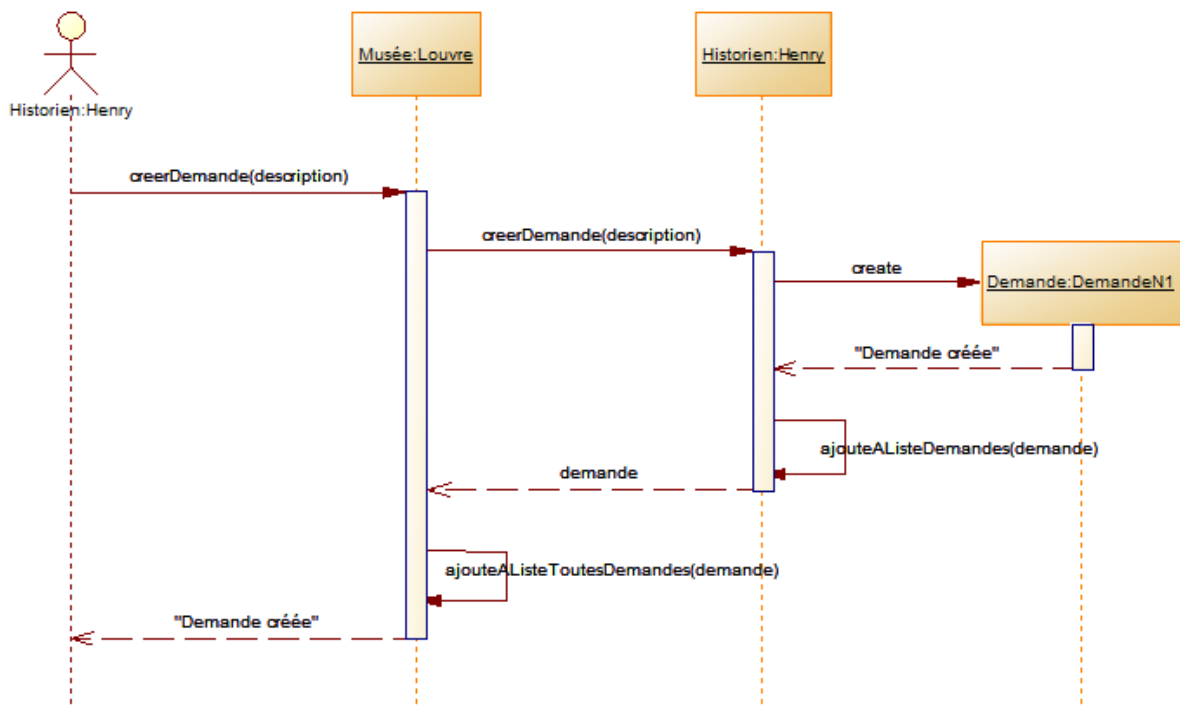 Historien:Henry
Musée:Louvre
Historien:Henry
creerDemande(description)
creerDemande(description)
create
Demande:DemandeN1
"Demande créée"
ajouteAListeDemandes(demande)
demande
ajouteAListeToutesDemandes(demande)
"Demande créée"